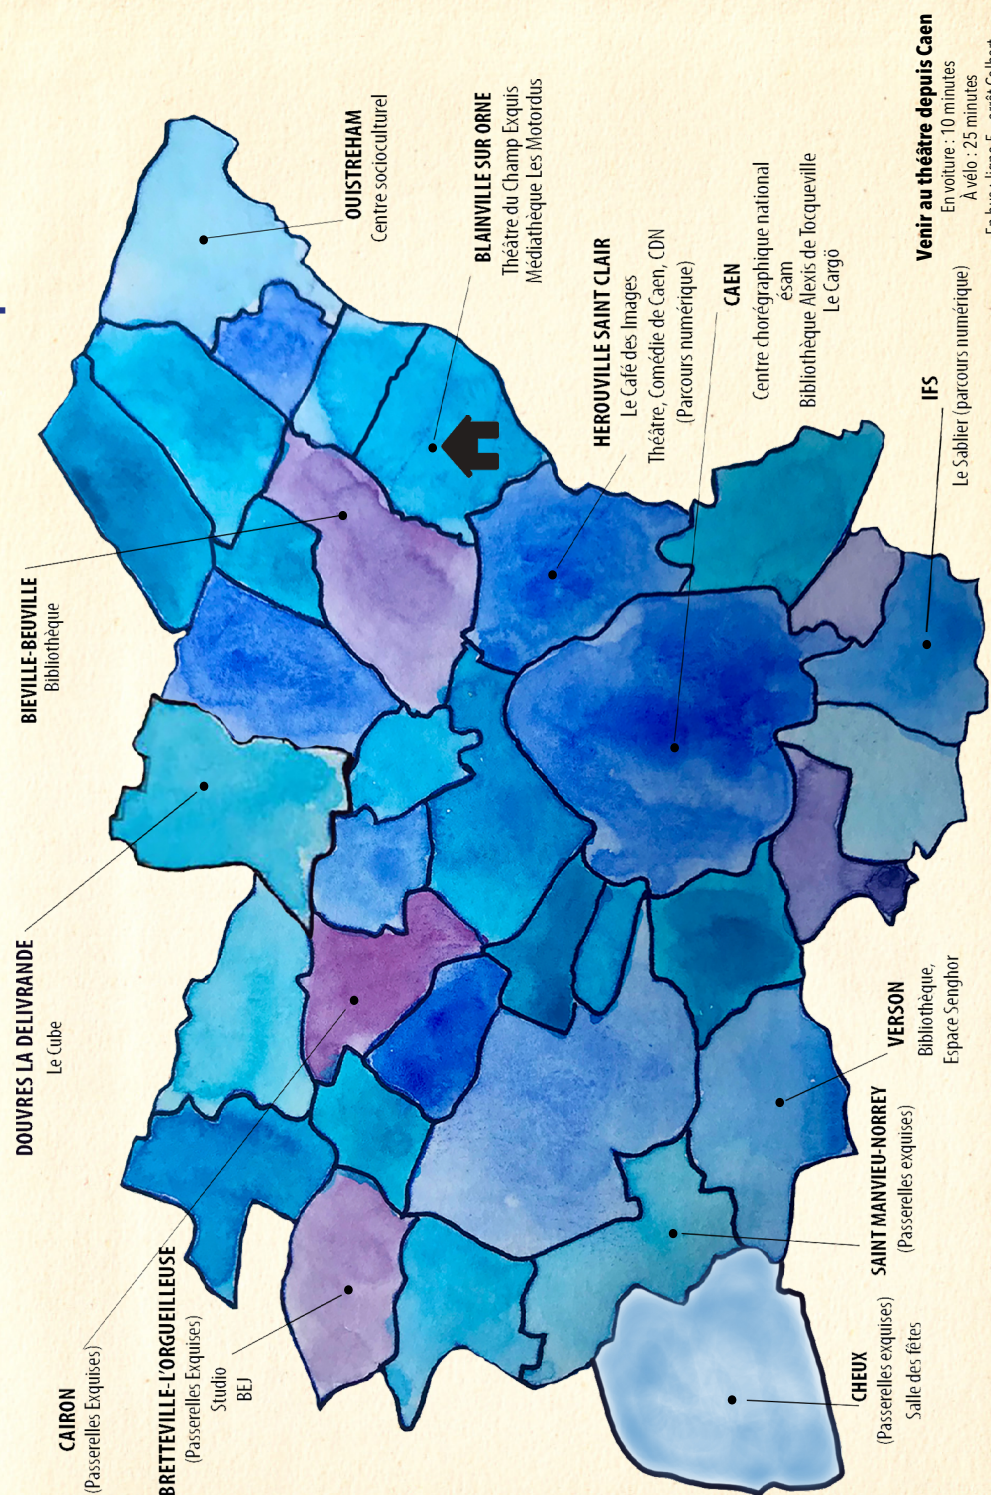 CAIRON
(Passerelles Exquises)
BRETTEVILLE-L'ORGUEILLEUSE
(Passerelles Exquises)
Studio
BEJ
DOUVRES LA DELIVRANDE
Le Cube
BIEVILLE-BEUVILLE
Bibliothèque
OUISTREHAM
Centre socioculturel
BLAINVILLE SUR ORNE
Théâtre du Champ Exquis
Médiathèque Les Motordus
HEROUVILLE SAINT CLAIR
Le Café des Images
Théâtre, Comédie de Caen, CDN
(Parcours numérique)
CAEN
Centre chorégraphique national
ésam
Bibliothèque Alexis de Tocqueville
Le Cargö
IFS
Le Sablier (parcours numérique)
VERSON
Bibliothèque,
Espace Senghor
SAINT MANVIEU-NORREY
(Passerelles exquises)
CHEUX
(Passerelles exquises)
Salle des fêtes
Venir au théâtre depuis Caen
En voiture : 10 minutes
À vélo : 25 minutes